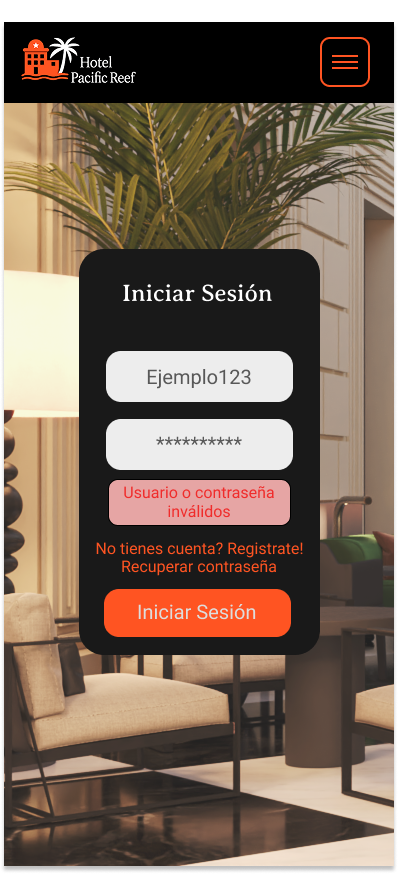 Hotel
Pacific Reef
Iniciar Sesión
Ejemplo123
**********
Usuario o contraseña
inválidos
No tienes cuenta? Registrate!
Recuperar contraseña
Iniciar Sesión